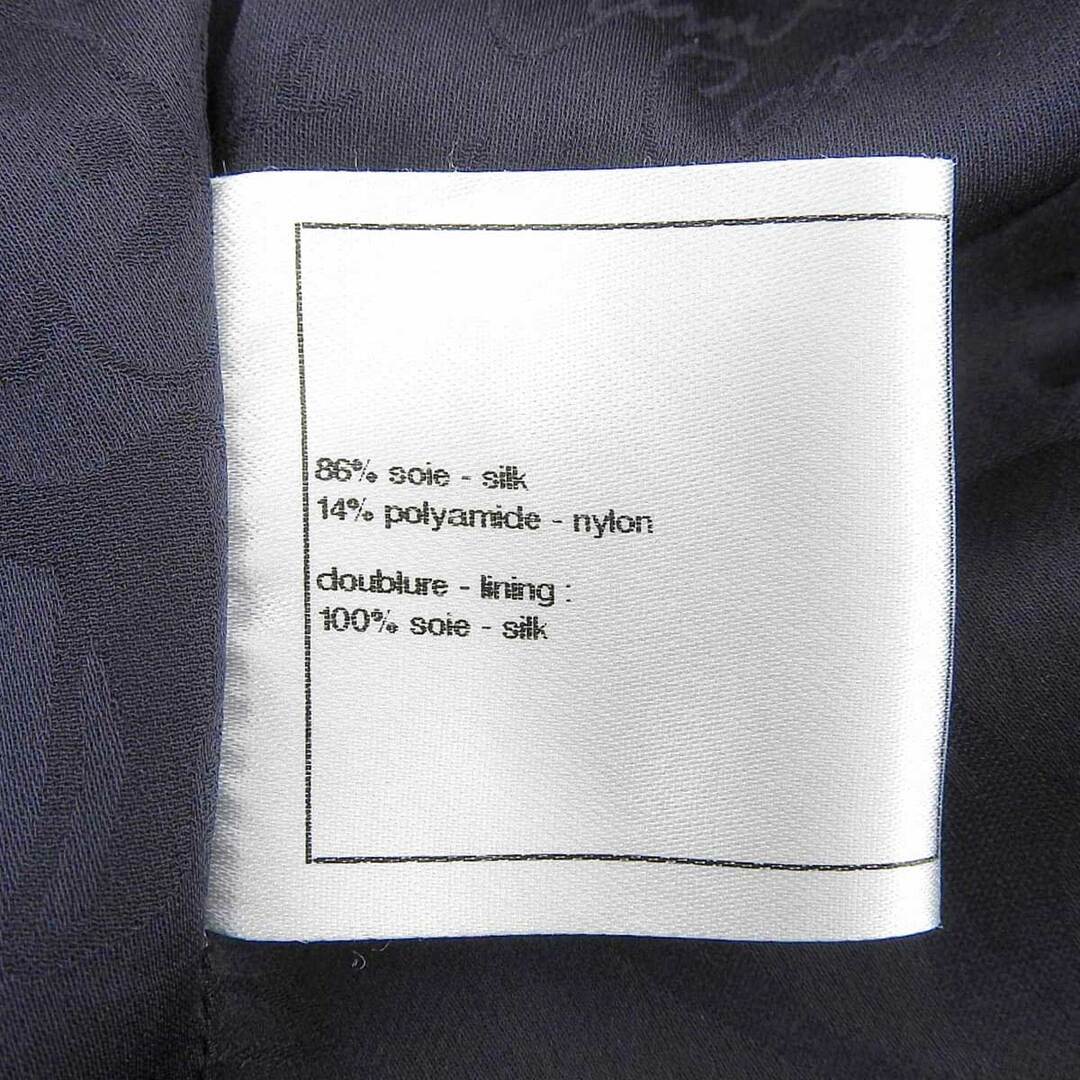 86% soie - silk
14% polyamide - nylon
doublure - lining :
100% soie - silk